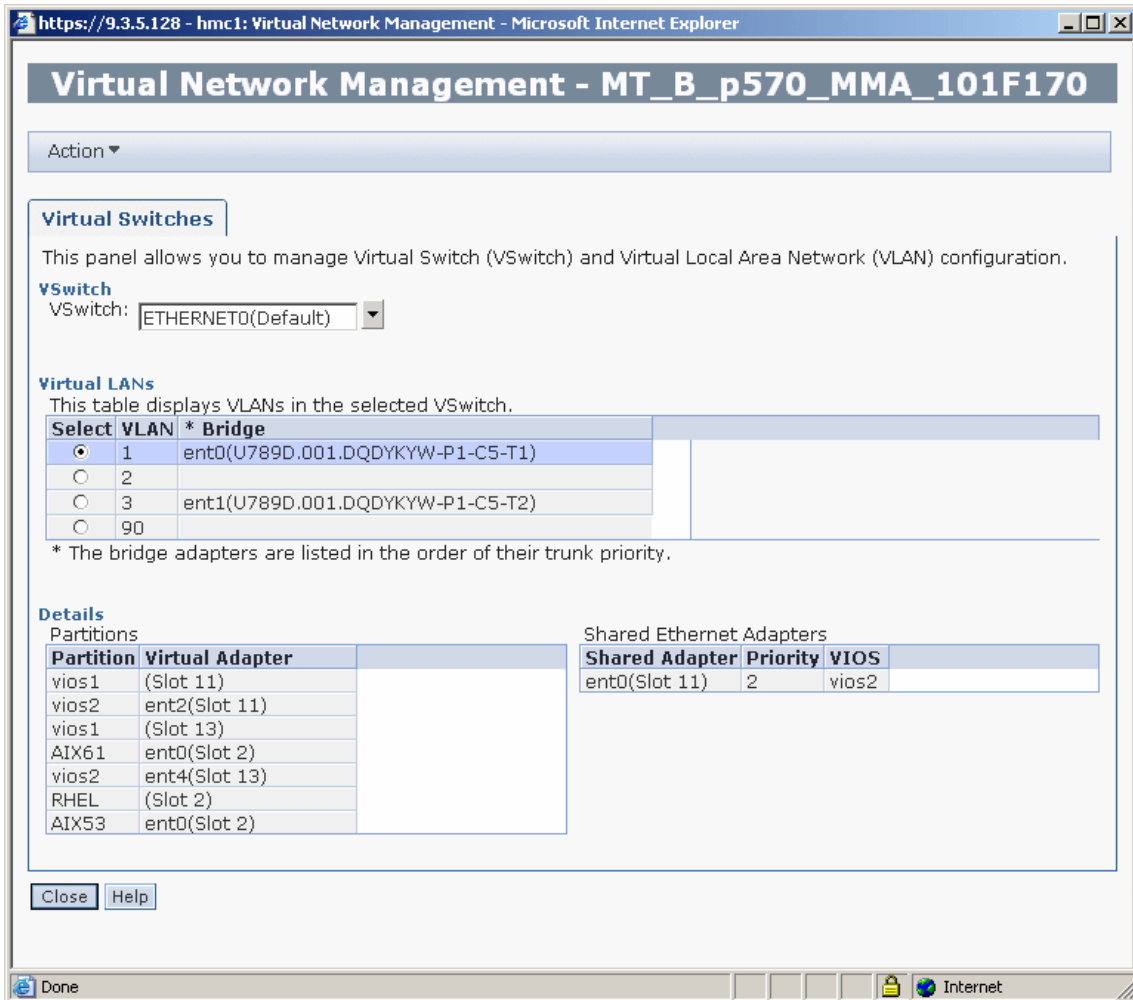 https://9.3.5.128 - hmc1: Virtual Network Management - Microsoft Internet Explorer
Virtual Network Management - MT_B_p570_MMA_101F170
Action
Virtual Switches
This panel allows you to manage Virtual Switch (VSwitch) and Virtual Local Area Network (VLAN) configuration.
VSwitch
VSwitch: ETHERNET0(Default)
Virtual LANs
This table displays VLANs in the selected VSwitch.
Select VLAN * Bridge
1 ent0(U789D.001.DQDYKYW-P1-C5-T1)
2
3 ent1(U789D.001.DQDYKYW-P1-C5-T2)
90
* The bridge adapters are listed in the order of their trunk priority.
Details
Partitions
Partition Virtual Adapter
vios1 (Slot 11)
vios2 ent2(Slot 11)
vios1 (Slot 13)
AIX61 ent0(Slot 2)
vios2 ent4(Slot 13)
RHEL (Slot 2)
AIX53 ent0(Slot 2)
Shared Ethernet Adapters
Shared Adapter Priority VIOS
ent0(Slot 11) 2 vios2
Close Help
Done Internet